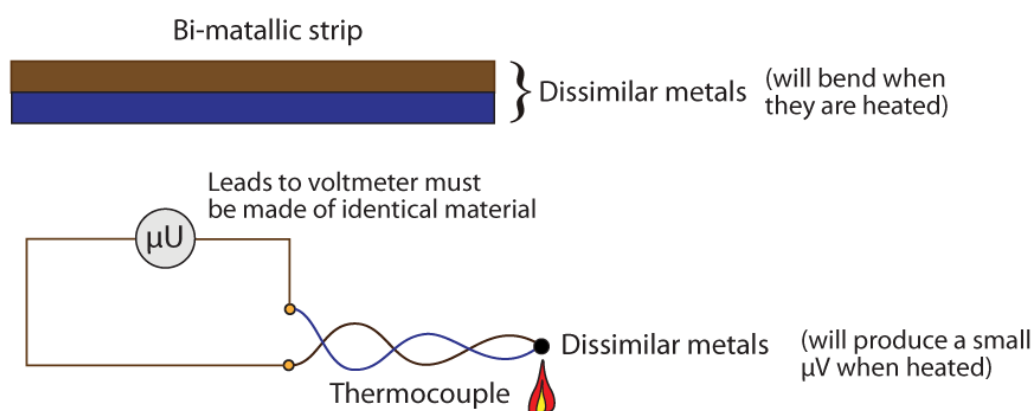 Bi-matallic strip
} Dissimilar metals (will bend when
they are heated)
Leads to voltmeter must
be made of identical material
μU
Dissimilar metals (will produce a small
μV when heated)
Thermocouple